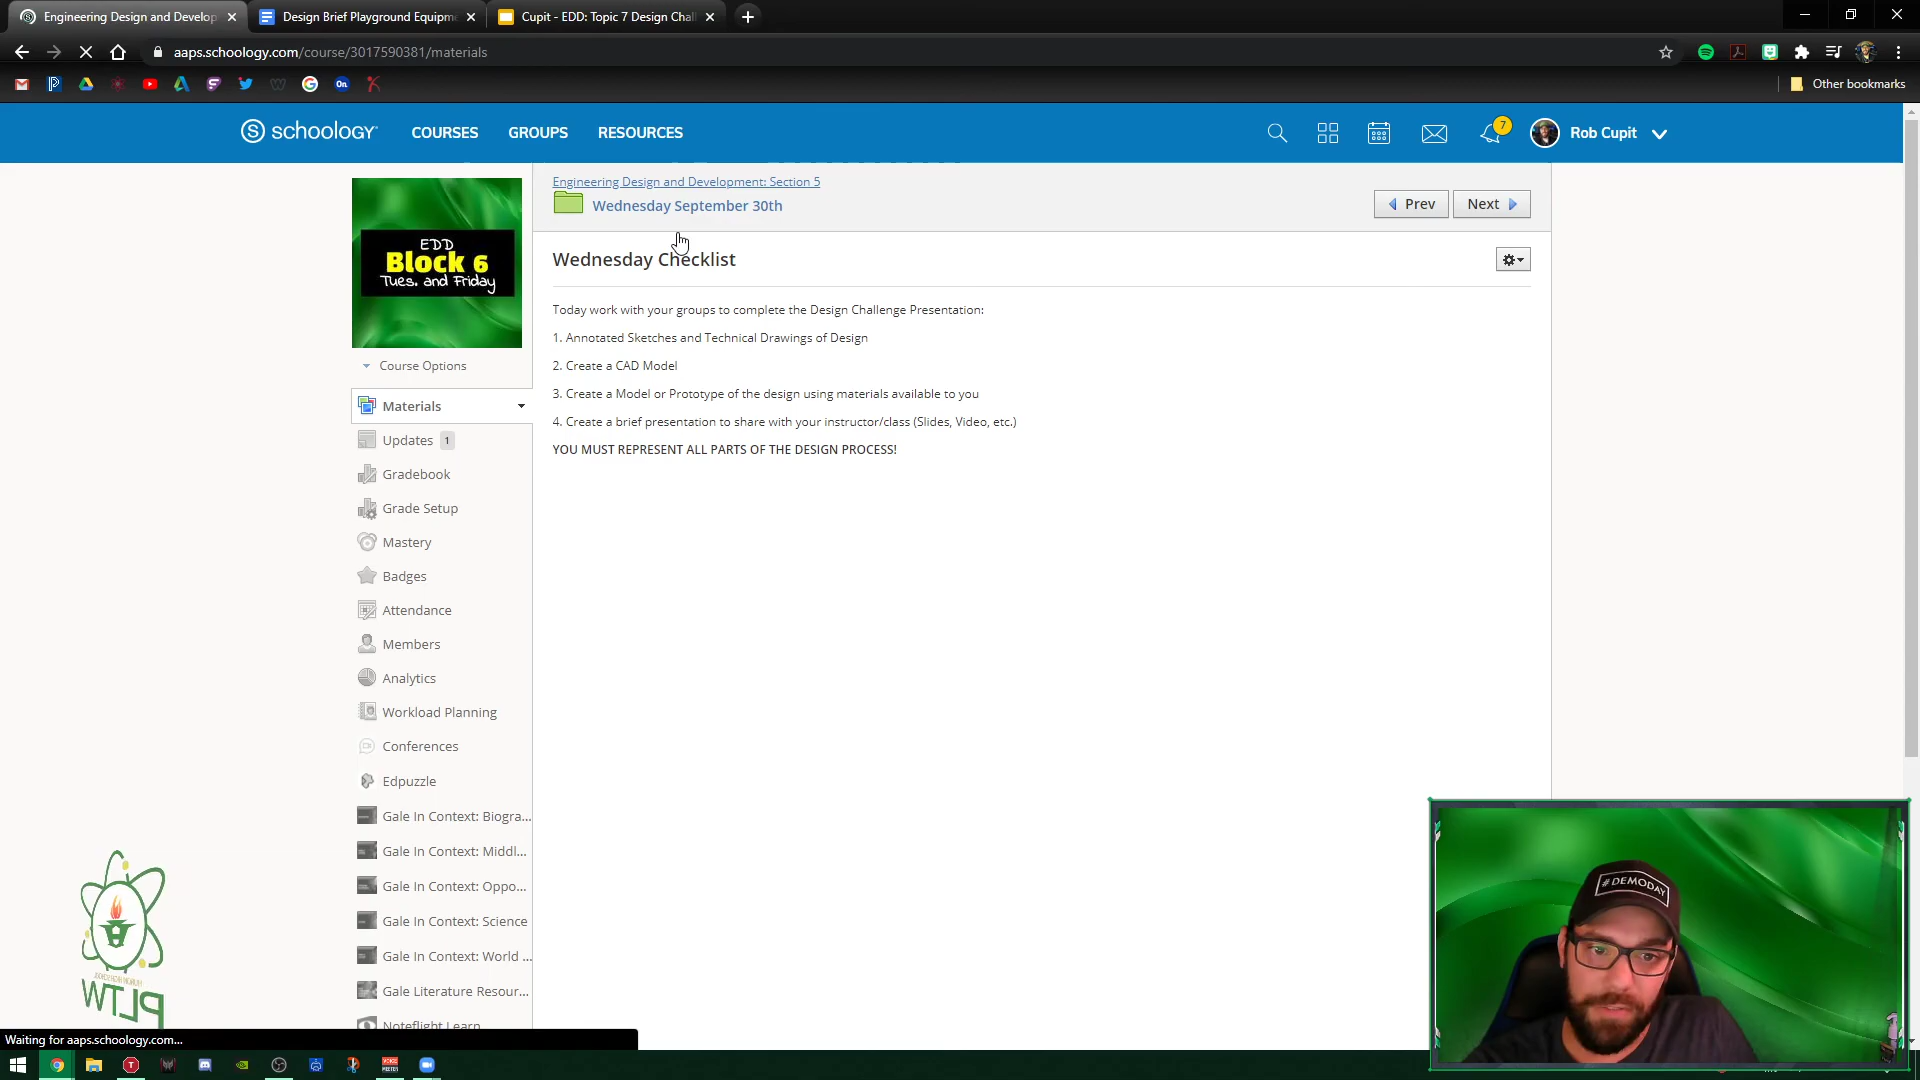 Engineering Design and Develop
Design Brief Playground Equipm
Cupit - EDD: Topic 7 Design Chall
aaps.schoology.com/course/3017590381/materials
On
Other bookmarks
S schoology
COURSES
GROUPS
RESOURCES
7
Rob Cupit
Engineering Design and Development: Section 5
Wednesday September 30th
Prev
Next
EDD
Block 6
Tues. and Friday
Wednesday Checklist
Today work with your groups to complete the Design Challenge Presentation:
1. Annotated Sketches and Technical Drawings of Design
2. Create a CAD Model
3. Create a Model or Prototype of the design using materials available to you
4. Create a brief presentation to share with your instructor/class (Slides, Video, etc.)
YOU MUST REPRESENT ALL PARTS OF THE DESIGN PROCESS!
Course Options
Materials
Updates 1
Gradebook
Grade Setup
Mastery
Badges
Attendance
Members
Analytics
Workload Planning
Conferences
Edpuzzle
Gale In Context: Biogra...
Gale In Context: Middl...
Gale In Context: Oppo...
Gale In Context: Science
Gale In Context: World ...
Gale Literature Resour...
Noteflight Learn
PLTW
# DEMODAY
Waiting for aaps.schoology.com...